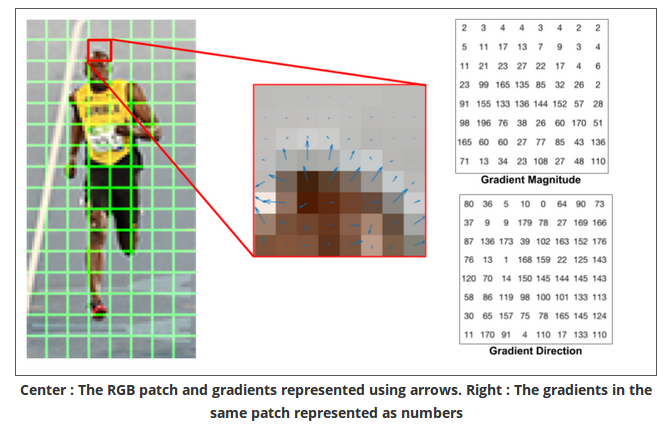 2 3 4 4 3 4 2 2
5 11 17 13 7 9 3 4
11 21 23 27 22 17 4 6
23 99 165 135 85 32 26 2
91 155 133 136 144 152 57 28
98 196 76 38 26 60 170 51
165 60 60 27 77 85 43 136
71 13 34 23 108 27 48 110
Gradient Magnitude
80 36 5 10 0 64 90 73
37 9 9 179 78 27 169 166
87 136 173 39 102 163 152 176
76 13 1 168 159 22 125 143
120 70 14 150 145 144 145 143
58 86 119 98 100 101 133 113
30 65 157 75 78 165 145 124
11 170 91 4 110 17 133 110
Gradient Direction
Center : The RGB patch and gradients represented using arrows. Right : The gradients in the
same patch represented as numbers